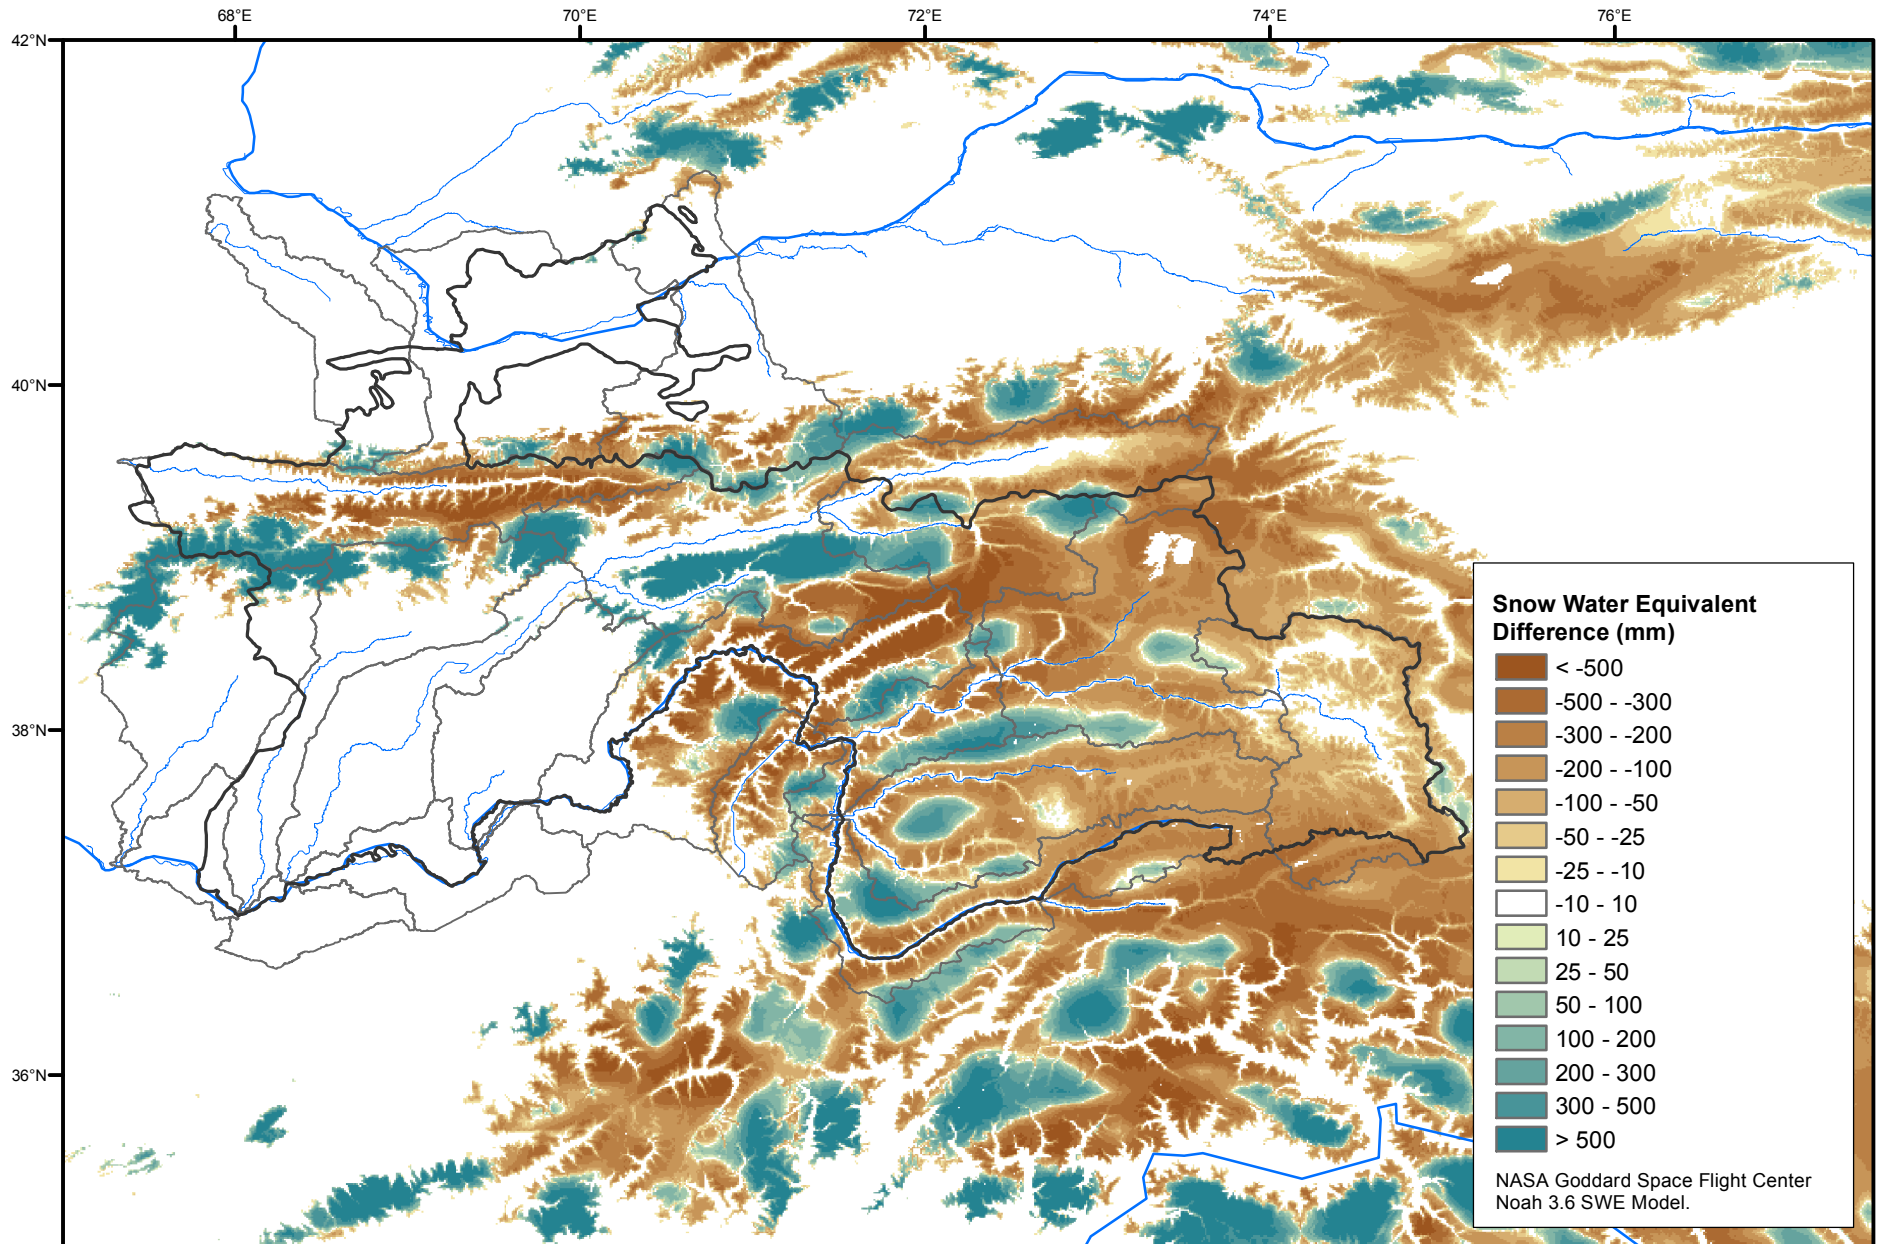 68°E
70°E
72°E
74°E
76°E
42°N
40°N
38°N
36°N
Snow Water Equivalent
Difference (mm)
< -500
-500 - -300
-300 - -200
-200 - -100
-100 - -50
-50 - -25
-25 - -10
-10 - 10
10 - 25
25 - 50
50 - 100
100 - 200
200 - 300
300 - 500
> 500
NASA Goddard Space Flight Center
Noah 3.6 SWE Model.